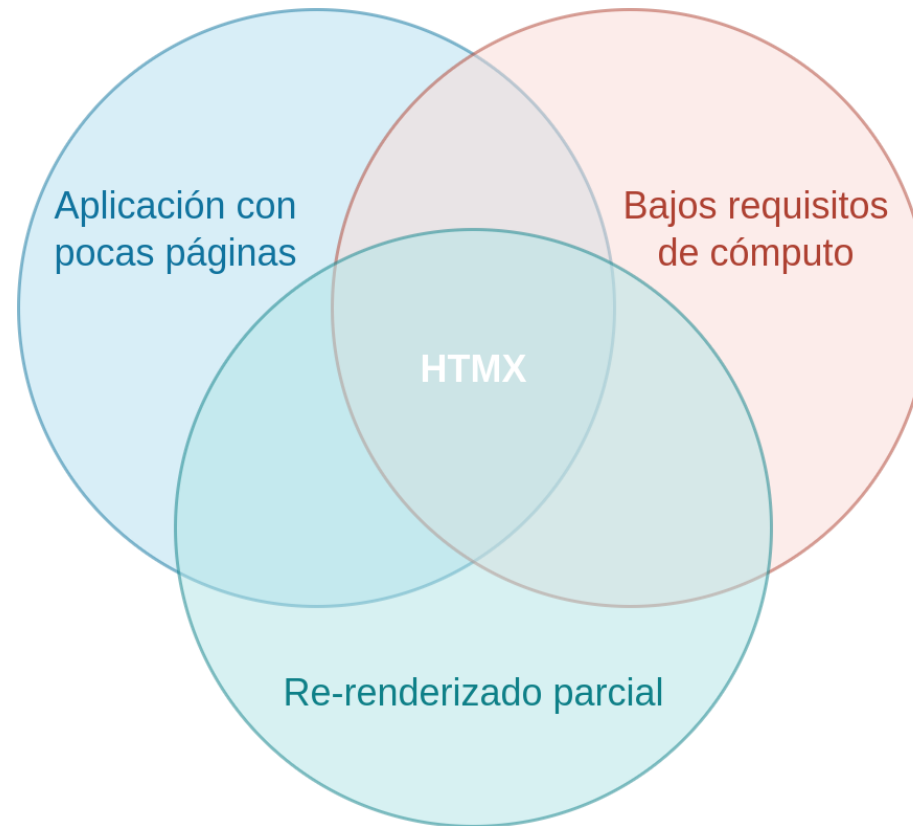 Aplicación con
pocas páginas
Bajos requisitos
de cómputo
HTMX
Re-renderizado parcial